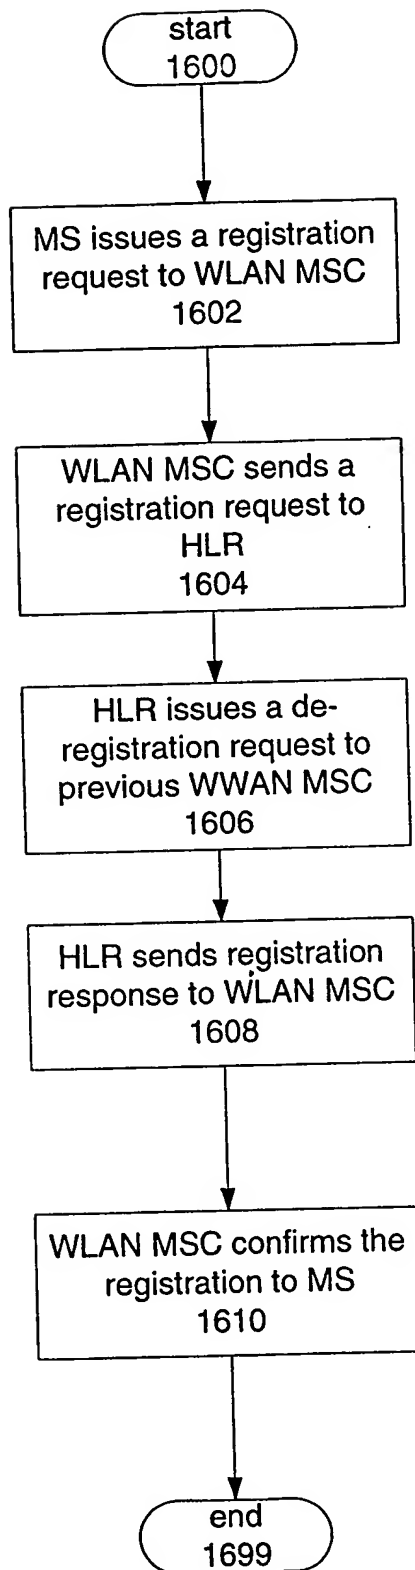 start
1600
MS issues a registration
request to WLAN MSC
1602
WLAN MSC sends a
registration request to
HLR
1604
HLR issues a de-
registration request to
previous WWAN MSC
1606
HLR sends registration
response to WLAN MSC
1608
WLAN MSC confirms the
registration to MS
1610
end
1699